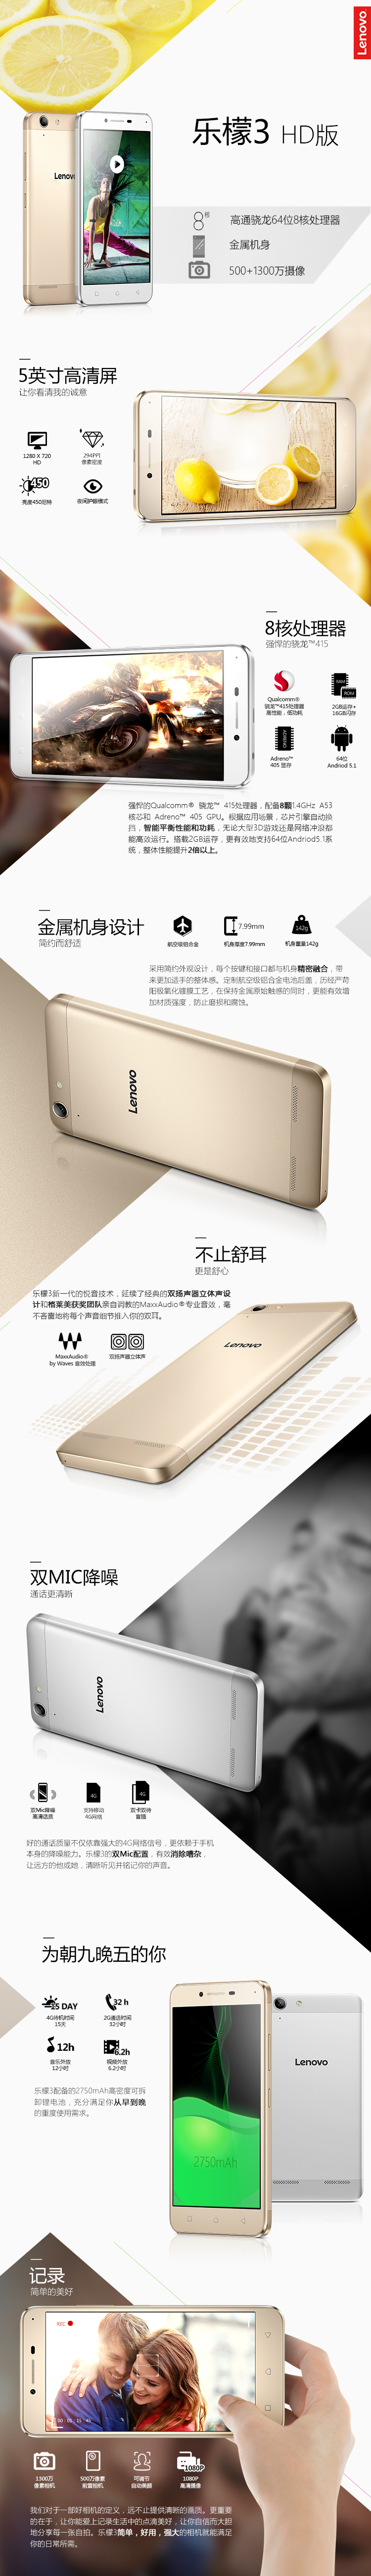 Lenovo
乐檬3 HD版
Lenovo
8核
高通骁龙64位8核处理器
金属机身
500+1300万摄像
5英寸高清屏
让你看清我的诚意
1280 X 720
HD
294PPI
像素密度
450
亮度450尼特
夜间护眼模式
8核处理器
强悍的骁龙™415
Qualcomm®
骁龙™415处理器
高性能，低功耗
RAM
ROM
2GB运存+
16GB闪存
ADRENO
Adreno™
405 显存
64位
Andriod 5.1
强悍的Qualcomm® 骁龙™ 415处理器，配备8颗1.4GHz A53
核芯和 Adreno™ 405 GPU。根据应用场景，芯片引擎自动换
挡，智能平衡性能和功耗，无论大型3D游戏还是网络冲浪都
能高效运行。搭载2GB运存，更有效地支持64位Andriod5.1系
统，整体性能提升2倍以上。
金属机身设计
简约而舒适
航空级铝合金
7.99mm
机身厚度7.99mm
142g
机身重量142g
采用简约外观设计，每个按键和接口都与机身精密融合，带
来更加适手的整体感。定制航空级铝合金电池后盖，历经严苛
阳极氧化镀膜工艺，在保持金属原始触感的同时，更能有效增
加材质强度，防止磨损和腐蚀。
Lenovo
不止舒耳
更是舒心
乐檬3新一代的悦音技术，延续了经典的双扬声器立体声设
计和格莱美获奖团队亲自调教的MaxxAudio®专业音效，毫
不吝啬地将每个声音细节推入你的双耳。
MaxxAudio®
by Waves 音效处理
双扬声器立体声
Lenovo
双MIC降噪
通话更清晰
Lenovo
双Mic降噪
高清话质
4G
支持移动
4G网络
4G
双卡双待
盲插
好的通话质量不仅依靠强大的4G网络信号，更依赖于手机
本身的降噪能力。乐檬3的双Mic配置，有效消除嘈杂，
让远方的他或她，清晰听见并铭记你的声音。
为朝九晚五的你
15 DAY
4G待机时间
15天
32 h
2G通话时间
32小时
12h
音乐外放
12小时
6.2h
视频外放
6.2小时
乐檬3配备的2750mAh高密度可拆
卸锂电池，充分满足你从早到晚
的重度使用需求。
2750mAh
Lenovo
记录
简单的美好
REC
1300万
像素相机
500万像素
前置相机
可调节
自动美颜
1080P
1080P
高清摄像
我们对于一部好相机的定义，远不止提供清晰的画质。更重要
的在于，让你能爱上记录生活中的点滴美好，让你自信而大胆
地分享每一张自拍。乐檬3简单，好用，强大的相机就能满足
你的日常所需。